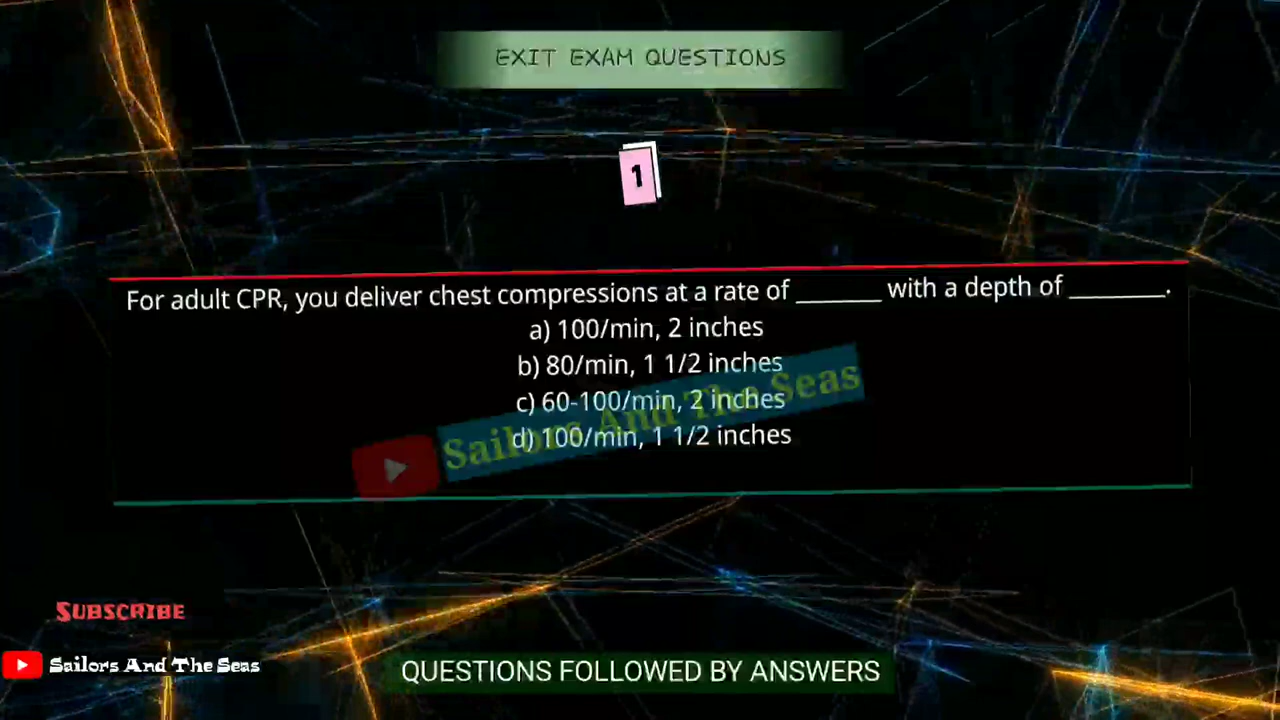 EXIT EXAM QUESTIONS
1
For adult CPR, you deliver chest compressions at a rate of _______ with a depth of ________.
a) 100/min, 2 inches
b) 80/min, 1 1/2 inches
c) 60-100/min, 2 inches
d) 100/min, 1 1/2 inches
Sailors And The Seas
SUBSCRIBE
Sailors And The Seas
QUESTIONS FOLLOWED BY ANSWERS